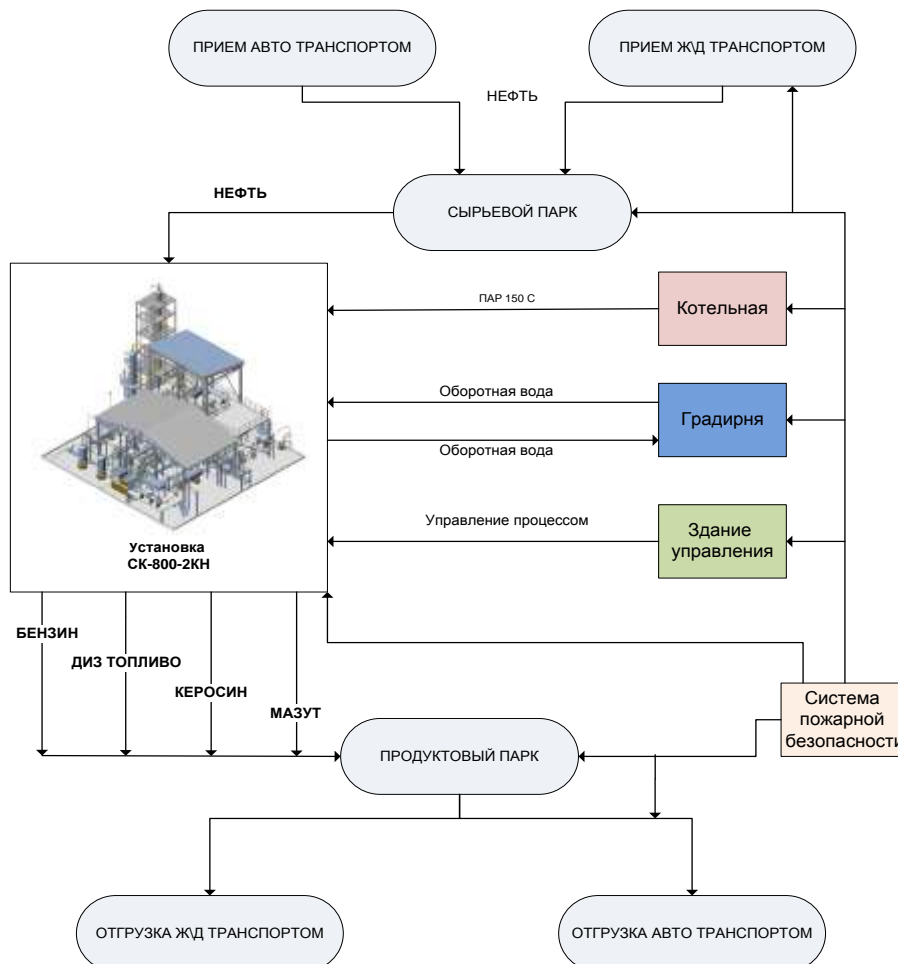 ПРИЕМ АВТО ТРАНСПОРТОМ
ПРИЕМ Ж\Д ТРАНСПОРТОМ
НЕФТЬ
НЕФТЬ
СЫРЬЕВОЙ ПАРК
ПАР 150 С
Котельная
Оборотная вода
Градирня
Оборотная вода
Управление процессом
Здание
управления
Установка
СК-800-2КН
БЕНЗИН
ДИЗ ТОПЛИВО
КЕРОСИН
МАЗУТ
Система
пожарной
безопасности
ПРОДУКТОВЫЙ ПАРК
ОТГРУЗКА Ж\Д ТРАНСПОРТОМ
ОТГРУЗКА АВТО ТРАНСПОРТОМ